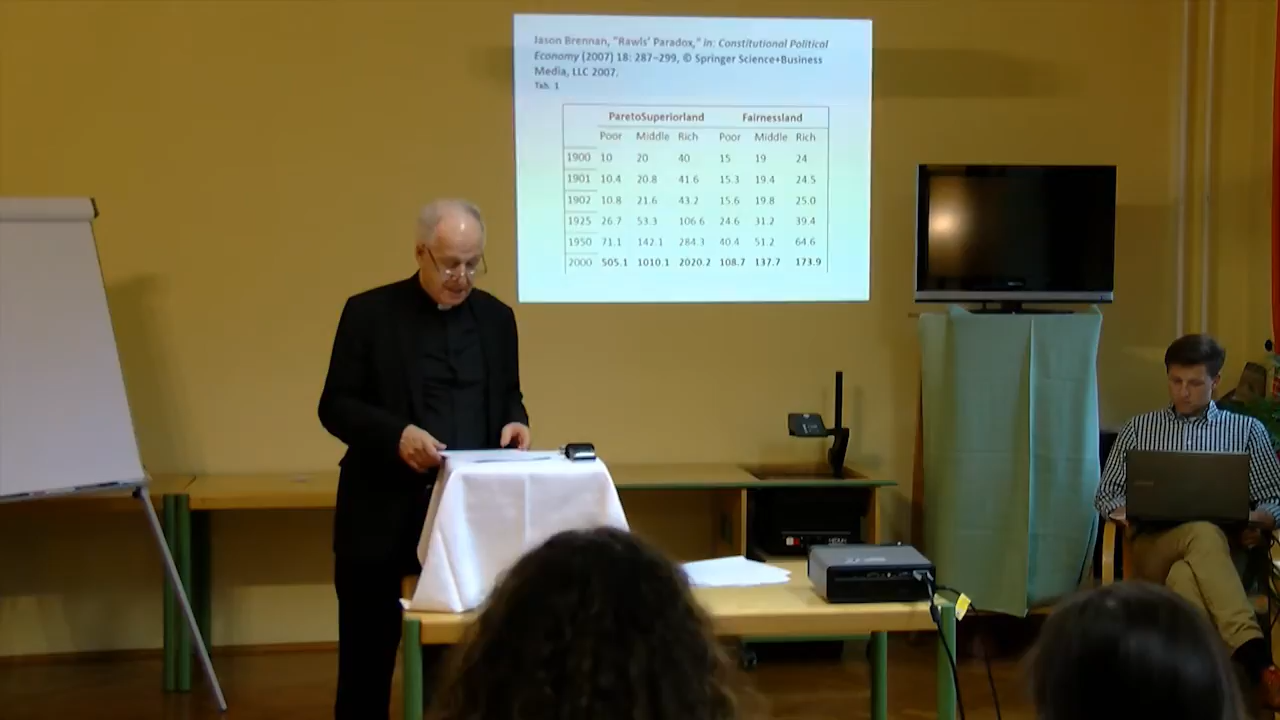 Jason Brennan, "Rawls' Paradox," in: Constitutional Political
Economy (2007) 18: 287–299, © Springer Science+Business
Media, LLC 2007.
Tab. 1
ParetoSuperiorland Fairnessland
Poor Middle Rich Poor Middle Rich
1900 10 20 40 15 19 24
1901 10.4 20.8 41.6 15.3 19.4 24.5
1902 10.8 21.6 43.2 15.6 19.8 25.0
1925 26.7 53.3 106.6 24.6 31.2 39.4
1950 71.1 142.1 284.3 40.4 51.2 64.6
2000 505.1 1010.1 2020.2 108.7 137.7 173.9